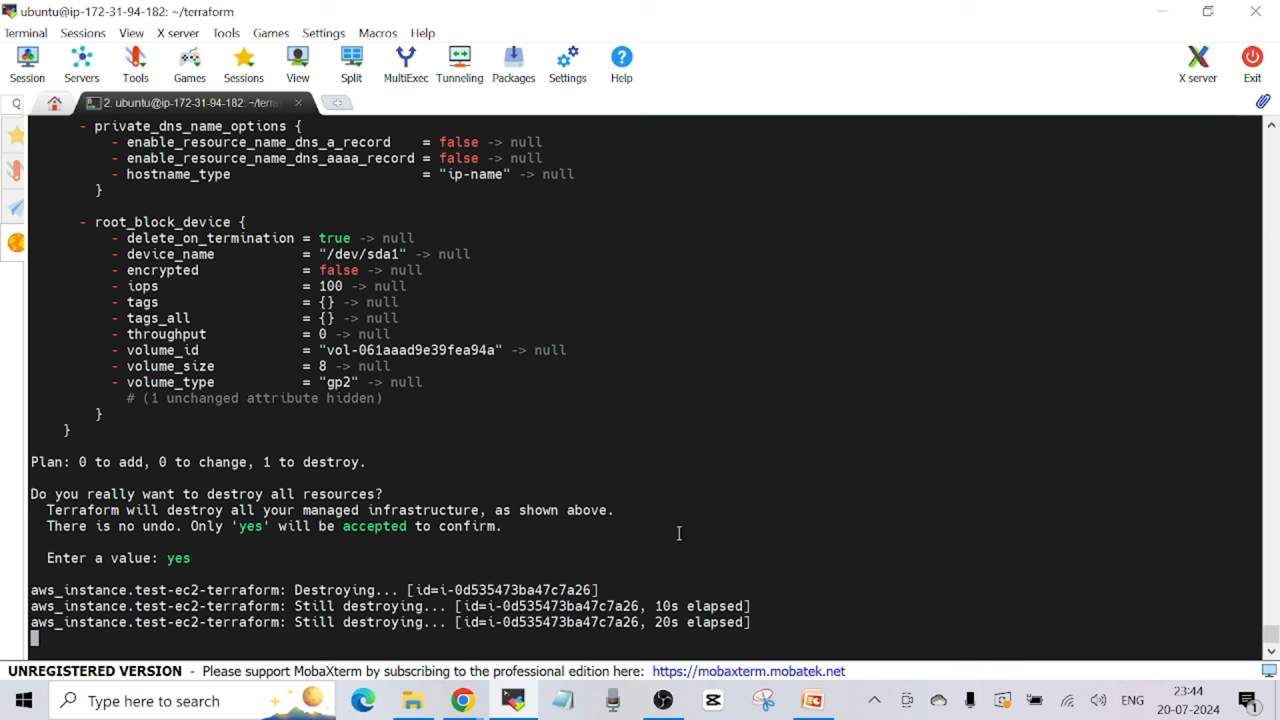 ubuntu@ip-172-31-94-182: ~/terraform
Terminal Sessions View X server Tools Games Settings Macros Help
Session Servers Tools Games Sessions View Split MultiExec Tunneling Packages Settings Help X server Exit
2. ubuntu@ip-172-31-94-182: ~/terra
- private_dns_name_options {
- enable_resource_name_dns_a_record = false -> null
- enable_resource_name_dns_aaaa_record = false -> null
- hostname_type = "ip-name" -> null
}
- root_block_device {
- delete_on_termination = true -> null
- device_name = "/dev/sda1" -> null
- encrypted = false -> null
- iops = 100 -> null
- tags = {} -> null
- tags_all = {} -> null
- throughput = 0 -> null
- volume_id = "vol-061aaad9e39fea94a" -> null
- volume_size = 8 -> null
- volume_type = "gp2" -> null
# (1 unchanged attribute hidden)
}
}
Plan: 0 to add, 0 to change, 1 to destroy.
Do you really want to destroy all resources?
Terraform will destroy all your managed infrastructure, as shown above.
There is no undo. Only 'yes' will be accepted to confirm.
Enter a value: yes
aws_instance.test-ec2-terraform: Destroying... [id=i-0d535473ba47c7a26]
aws_instance.test-ec2-terraform: Still destroying... [id=i-0d535473ba47c7a26, 10s elapsed]
aws_instance.test-ec2-terraform: Still destroying... [id=i-0d535473ba47c7a26, 20s elapsed]
UNREGISTERED VERSION - Please support MobaXterm by subscribing to the professional edition here: https://mobaxterm.mobatek.net
Type here to search
ENG
23:44
20-07-2024
1